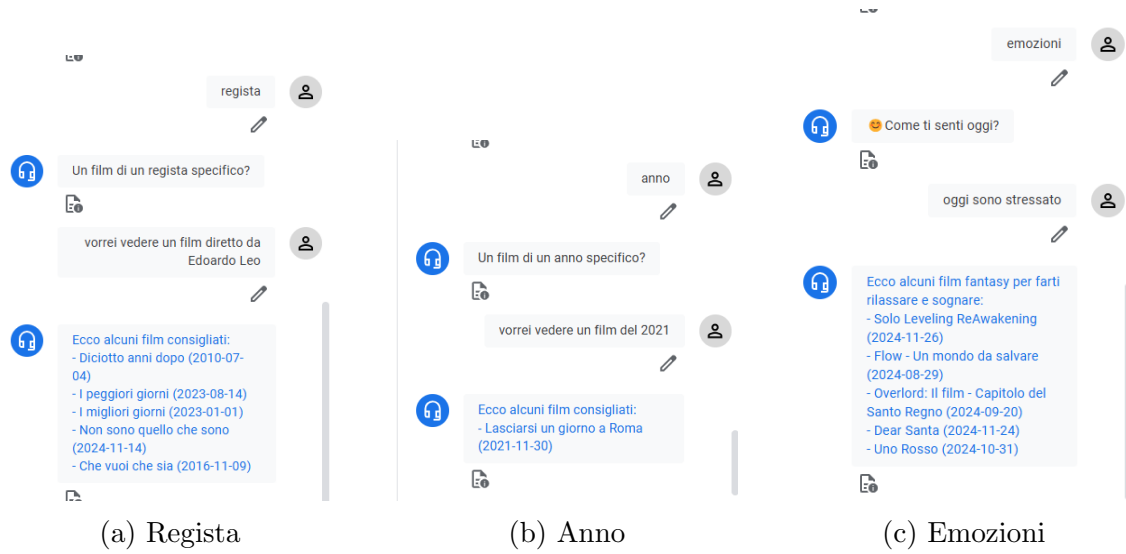 regista
Un film di un regista specifico?
vorrei vedere un film diretto da
Edoardo Leo
Ecco alcuni film consigliati:
- Diciotto anni dopo (2010-07-
04)
- I peggiori giorni (2023-08-14)
- I migliori giorni (2023-01-01)
- Non sono quello che sono
(2024-11-14)
- Che vuoi che sia (2016-11-09)
(a) Regista
anno
Un film di un anno specifico?
vorrei vedere un film del 2021
Ecco alcuni film consigliati:
- Lasciarsi un giorno a Roma
(2021-11-30)
(b) Anno
emozioni
😊 Come ti senti oggi?
oggi sono stressato
Ecco alcuni film fantasy per farti
rilassare e sognare:
- Solo Leveling ReAwakening
(2024-11-26)
- Flow - Un mondo da salvare
(2024-08-29)
- Overlord: Il film - Capitolo del
Santo Regno (2024-09-20)
- Dear Santa (2024-11-24)
- Uno Rosso (2024-10-31)
(c) Emozioni